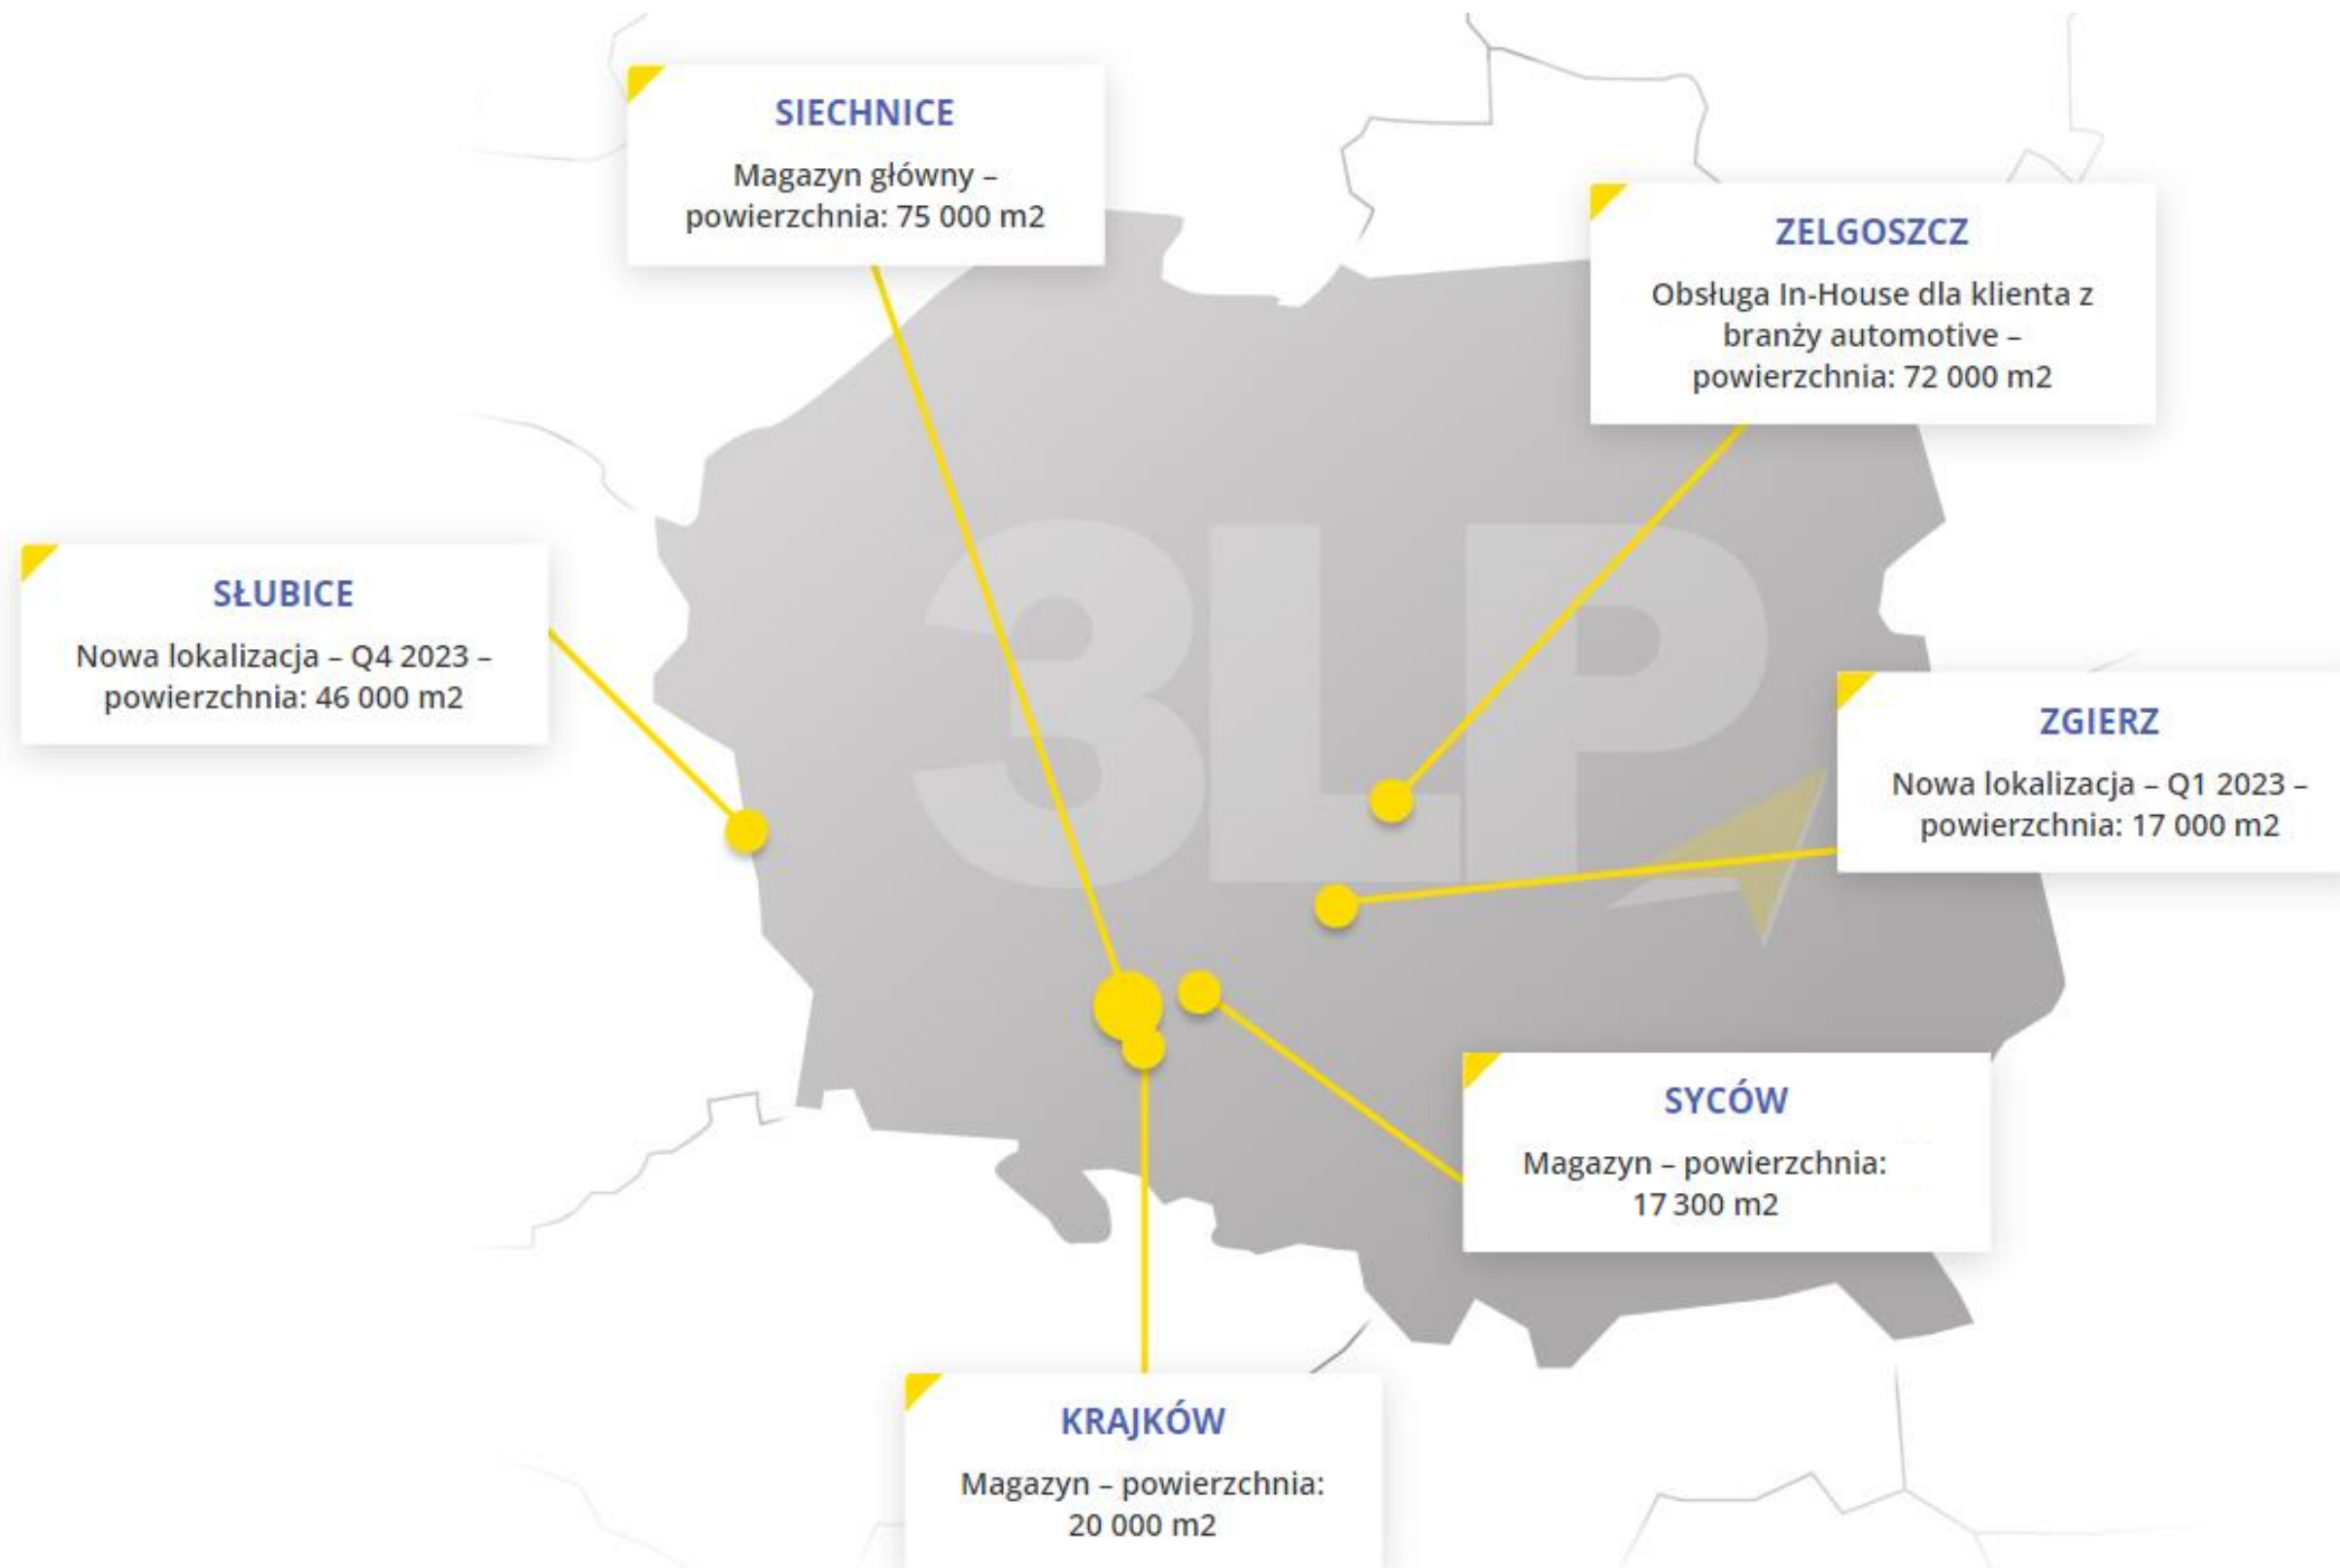 SIECHNICE
Magazyn główny –
powierzchnia: 75 000 m2
ZELGOSZCZ
Obsługa In-House dla klienta z
branży automotive –
powierzchnia: 72 000 m2
SŁUBICE
Nowa lokalizacja – Q4 2023 –
powierzchnia: 46 000 m2
3LP
ZGIERZ
Nowa lokalizacja – Q1 2023 –
powierzchnia: 17 000 m2
SYCÓW
Magazyn – powierzchnia:
17 300 m2
KRAJKÓW
Magazyn – powierzchnia:
20 000 m2